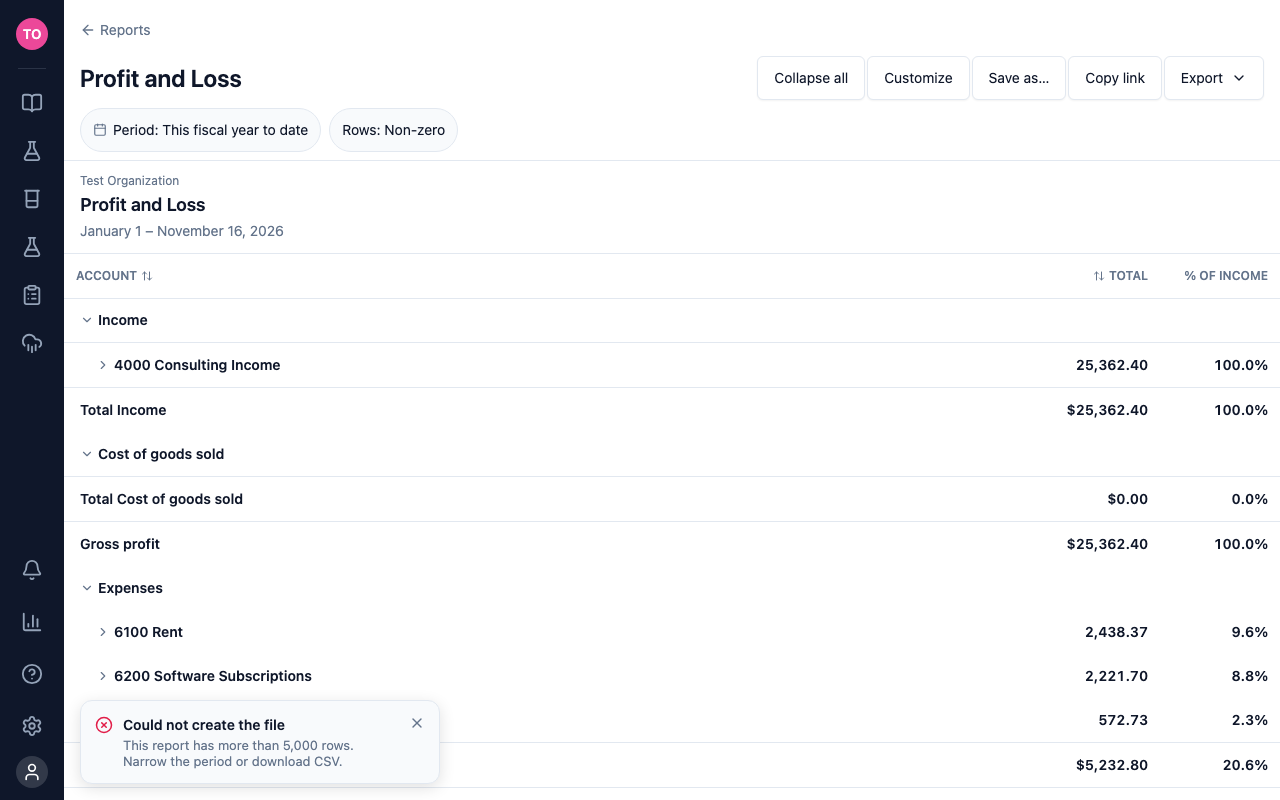 TO
Reports
Profit and Loss
Collapse all
Customize
Save as...
Copy link
Export
Period: This fiscal year to date
Rows: Non-zero
Test Organization
Profit and Loss
January 1 – November 16, 2026
ACCOUNT TOTAL % OF INCOME
Income
4000 Consulting Income 25,362.40 100.0%
Total Income $25,362.40 100.0%
Cost of goods sold
Total Cost of goods sold $0.00 0.0%
Gross profit $25,362.40 100.0%
Expenses
6100 Rent 2,438.37 9.6%
6200 Software Subscriptions 2,221.70 8.8%
572.73 2.3%
$5,232.80 20.6%
Could not create the file
This report has more than 5,000 rows.
Narrow the period or download CSV.